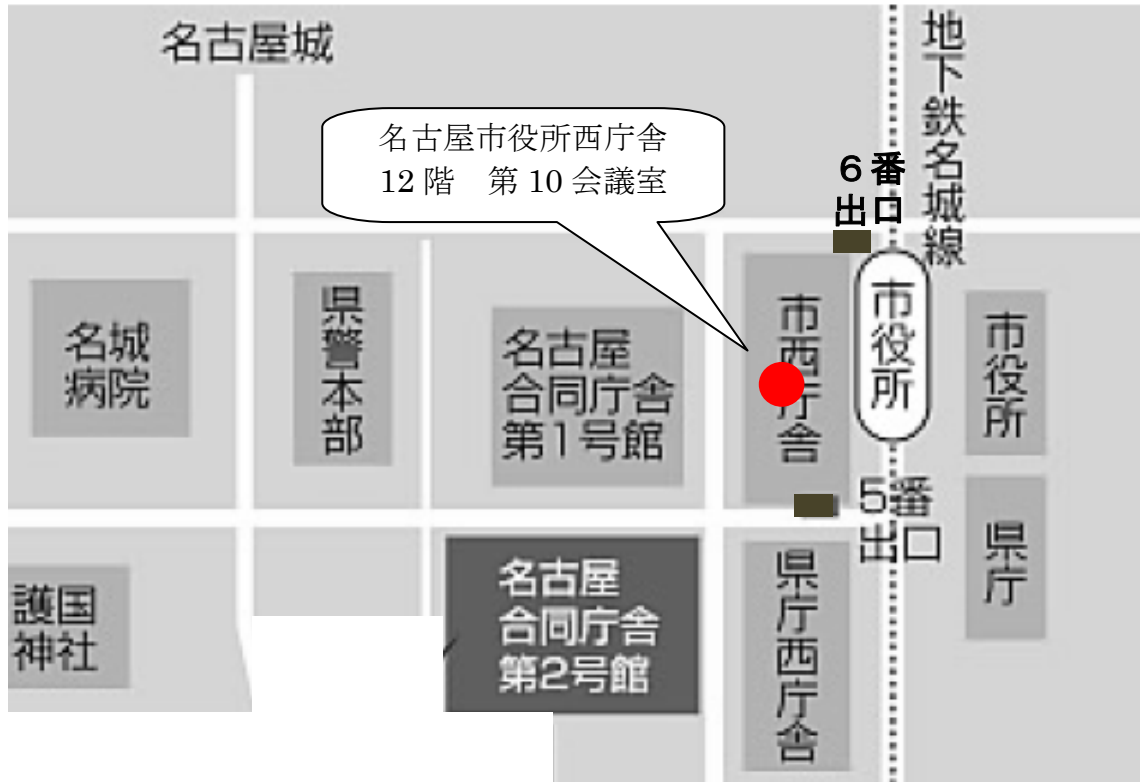 名古屋城
地下鉄名城線
名古屋市役所西庁舎
12階　第10会議室
6番
出口
名城
病院
県警本部
名古屋
合同庁舎
第1号館
市西庁舎
市役所
市役所
5番
出口
護国
神社
名古屋
合同庁舎
第2号館
県庁西庁舎
県庁